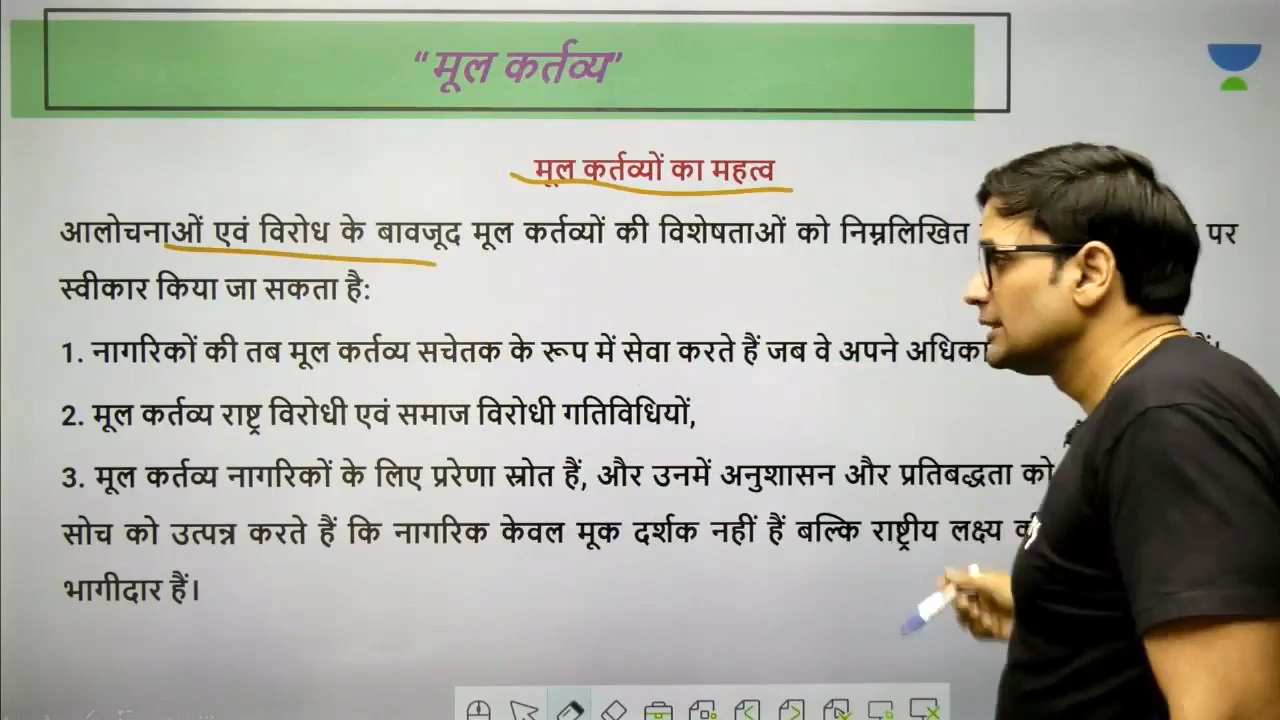 “मूल कर्तव्य”
मूल कर्तव्यों का महत्व
आलोचनाओं एवं विरोध के बावजूद मूल कर्तव्यों की विशेषताओं को निम्नलिखित पर
स्वीकार किया जा सकता है:
1. नागरिकों की तब मूल कर्तव्य सचेतक के रूप में सेवा करते हैं जब वे अपने
2. मूल कर्तव्य राष्ट्र विरोधी एवं समाज विरोधी गतिविधियों,
3. मूल कर्तव्य नागरिकों के लिए प्ररेणा स्रोत हैं, और उनमें अनुशासन और प्रतिबद्धता को
सोच को उत्पन्न करते हैं कि नागरिक केवल मूक दर्शक नहीं हैं बल्कि राष्ट्रीय लक्ष्य
भागीदार हैं।